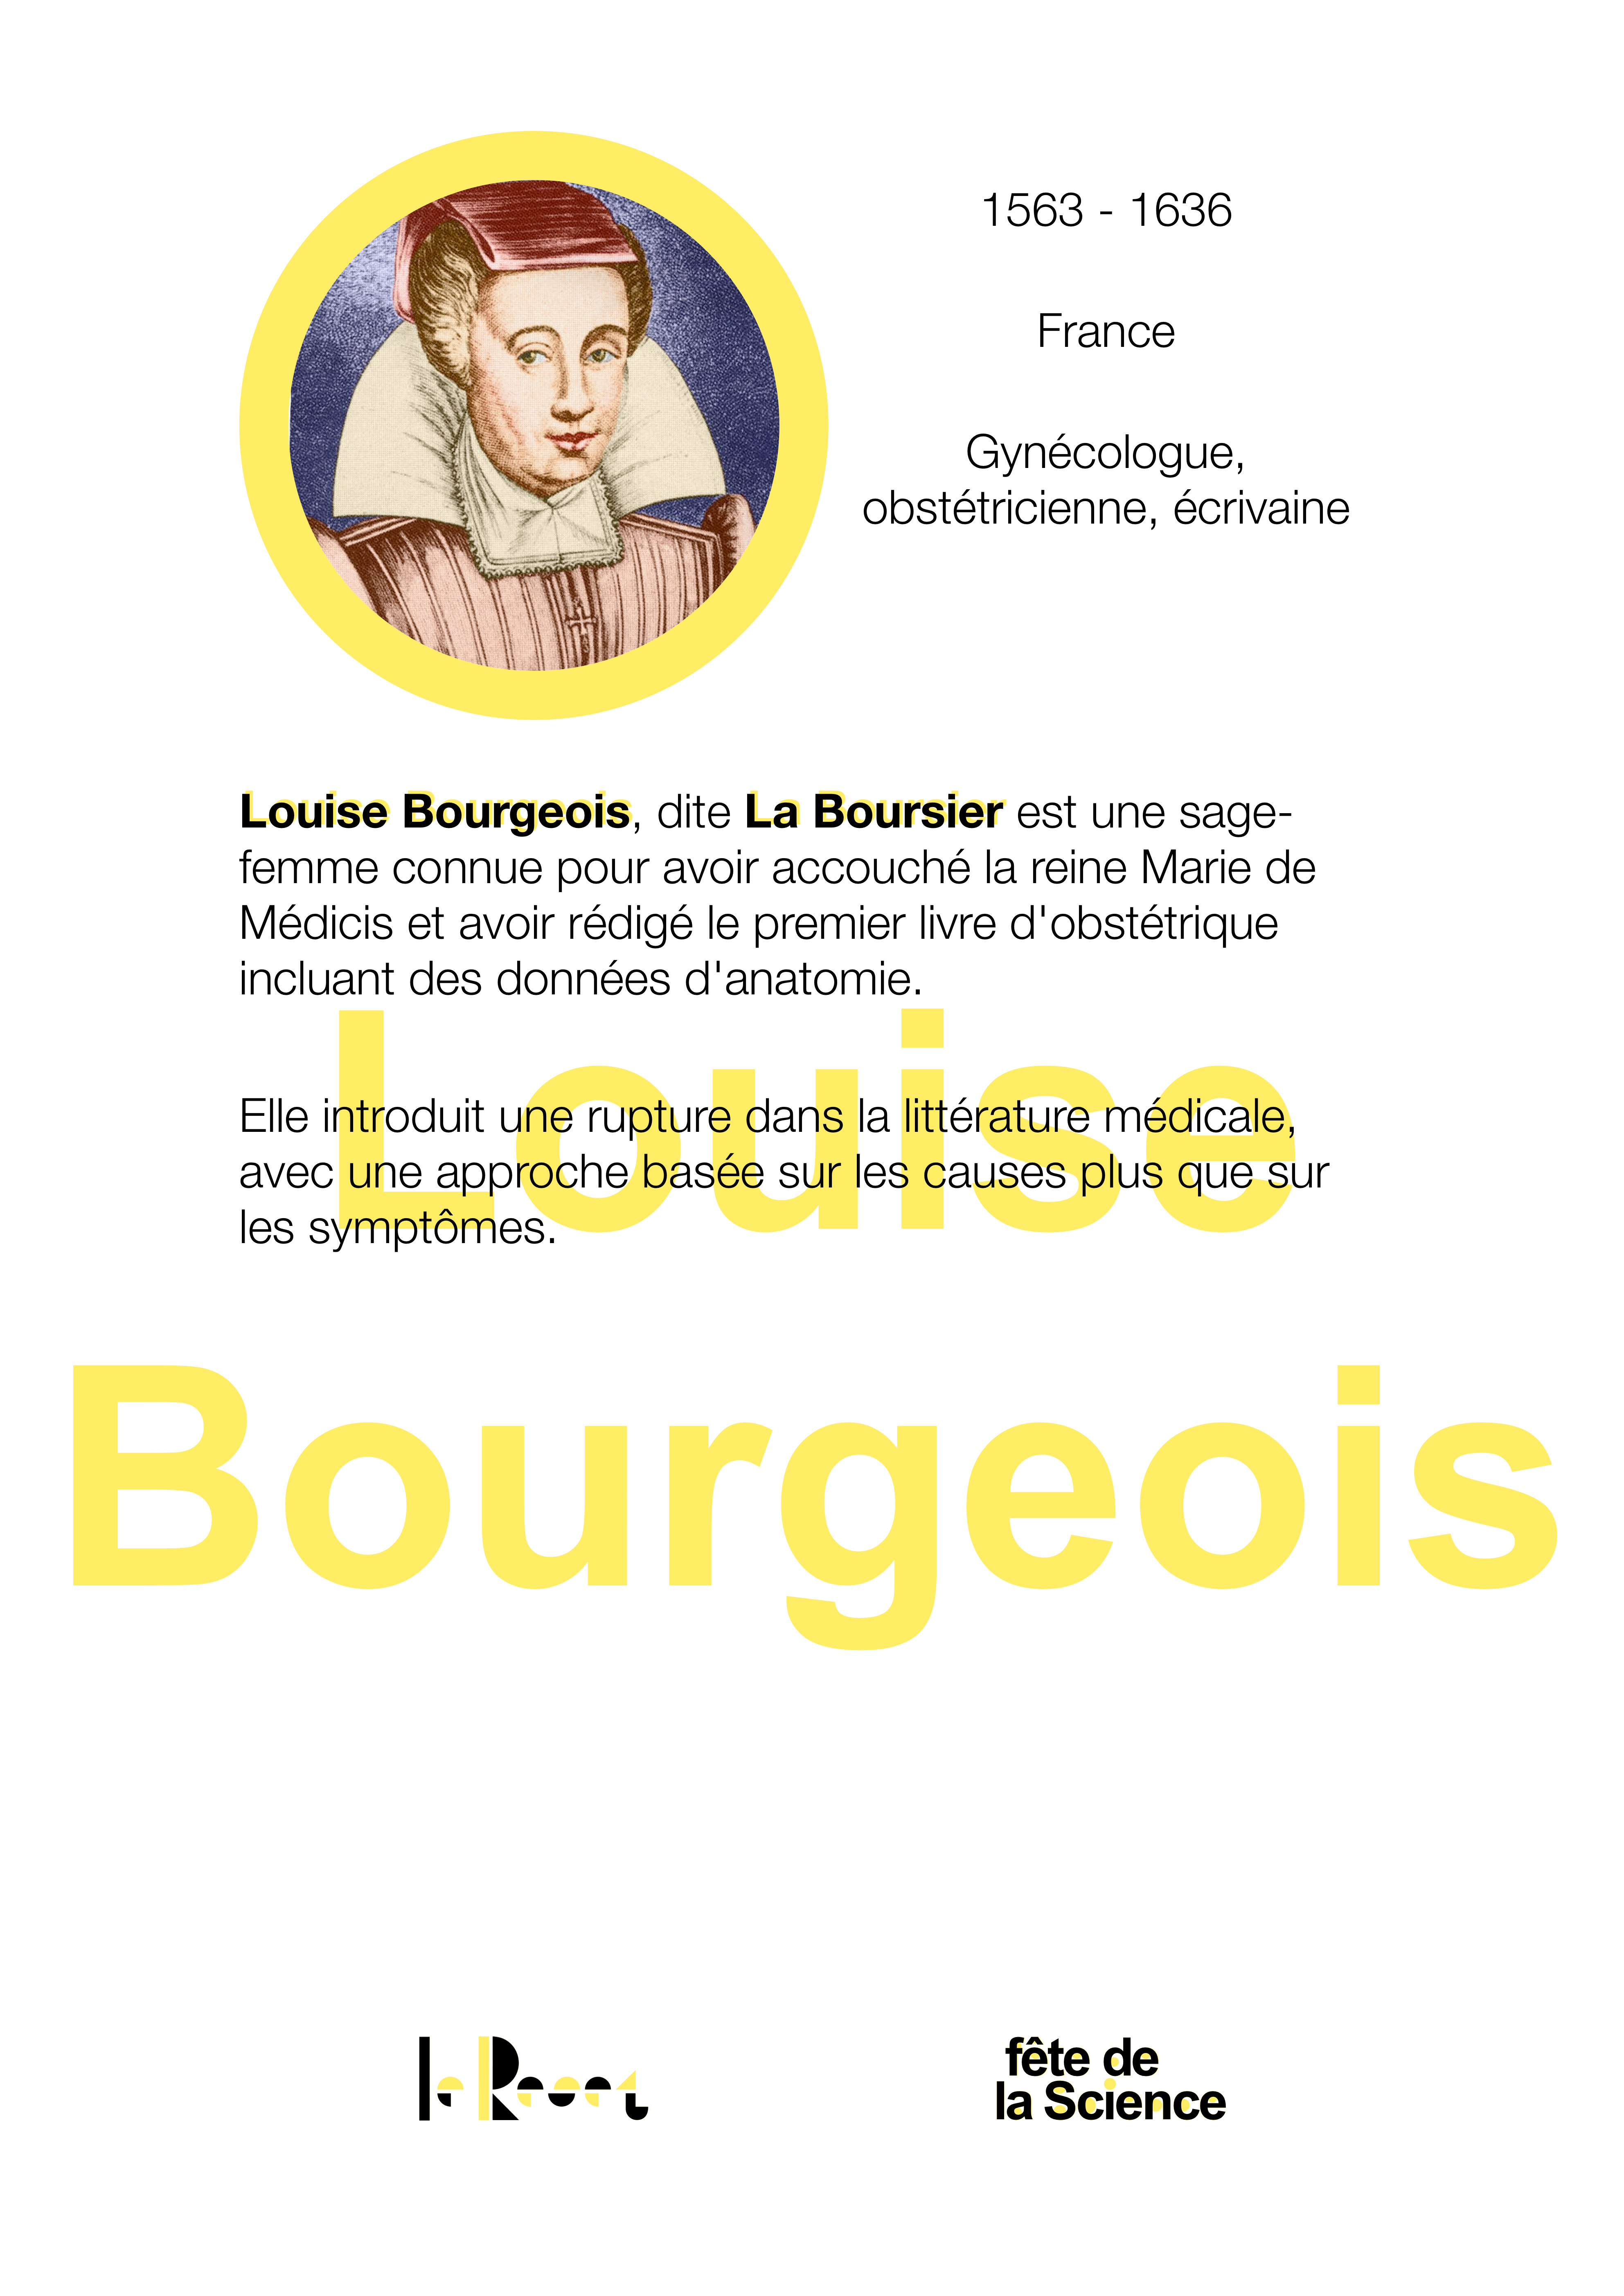 1563 - 1636
France
Gynécologue,
obstétricienne, écrivaine
Louise Bourgeois, dite La Boursier est une sage-
femme connue pour avoir accouché la reine Marie de
Médicis et avoir rédigé le premier livre d'obstétrique
incluant des données d'anatomie.
Elle introduit une rupture dans la littérature médicale,
avec une approche basée sur les causes plus que sur
les symptômes.
Louise
Bourgeois
le Reset
fête de
la Science